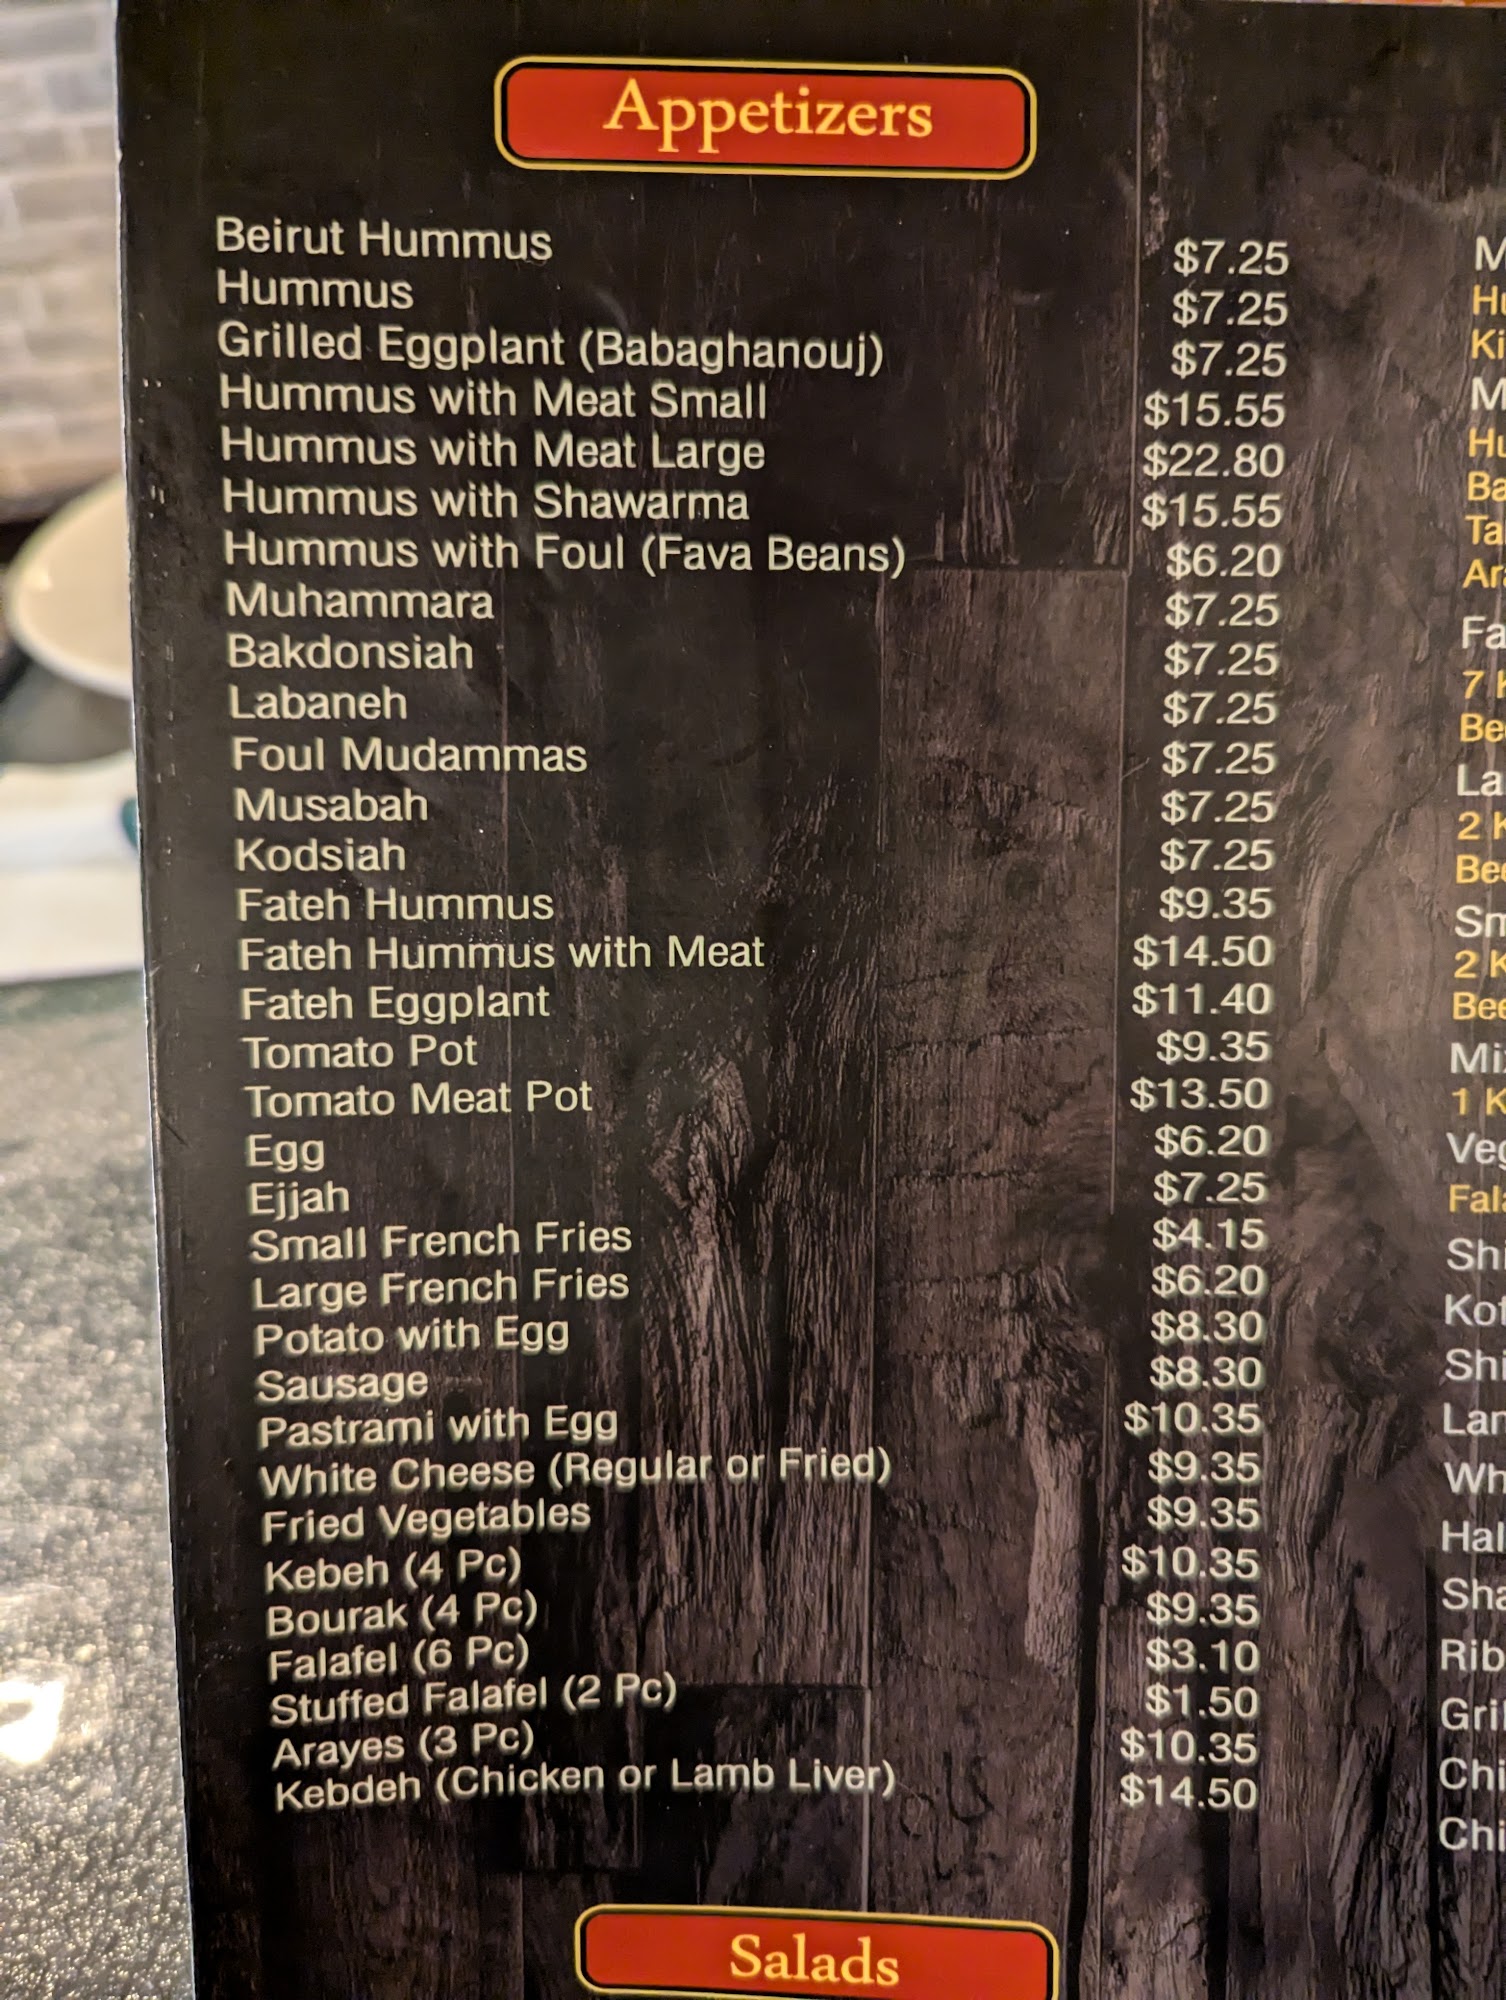 Appetizers
Beirut Hummus $7.25
Hummus $7.25
Grilled Eggplant (Babaghanouj) $7.25
Hummus with Meat Small $15.55
Hummus with Meat Large $22.80
Hummus with Shawarma $15.55
Hummus with Foul (Fava Beans) $6.20
Muhammara $7.25
Bakdonsiah $7.25
Labaneh $7.25
Foul Mudammas $7.25
Musabah $7.25
Kodsiah $7.25
Fateh Hummus $9.35
Fateh Hummus with Meat $14.50
Fateh Eggplant $11.40
Tomato Pot $9.35
Tomato Meat Pot $13.50
Egg $6.20
Ejjah $7.25
Small French Fries $4.15
Large French Fries $6.20
Potato with Egg $8.30
Sausage $8.30
Pastrami with Egg $10.35
White Cheese (Regular or Fried) $9.35
Fried Vegetables $9.35
Kebeh (4 Pc) $10.35
Bourak (4 Pc) $9.35
Falafel (6 Pc) $3.10
Stuffed Falafel (2 Pc) $1.50
Arayes (3 Pc) $10.35
Kebdeh (Chicken or Lamb Liver) $14.50
Salads